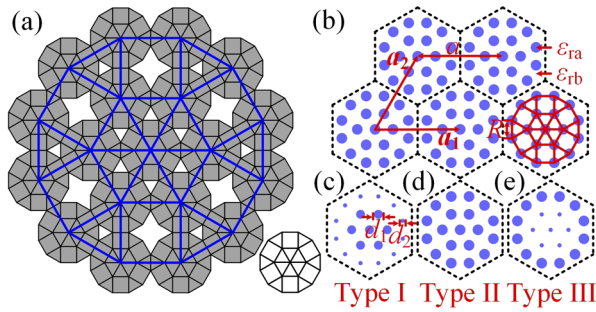 (a)
(b)
a
a₂
a₁
εra
εrb
R
(c)
(d)
(e)
d₁
d₂
Type I
Type II
Type III